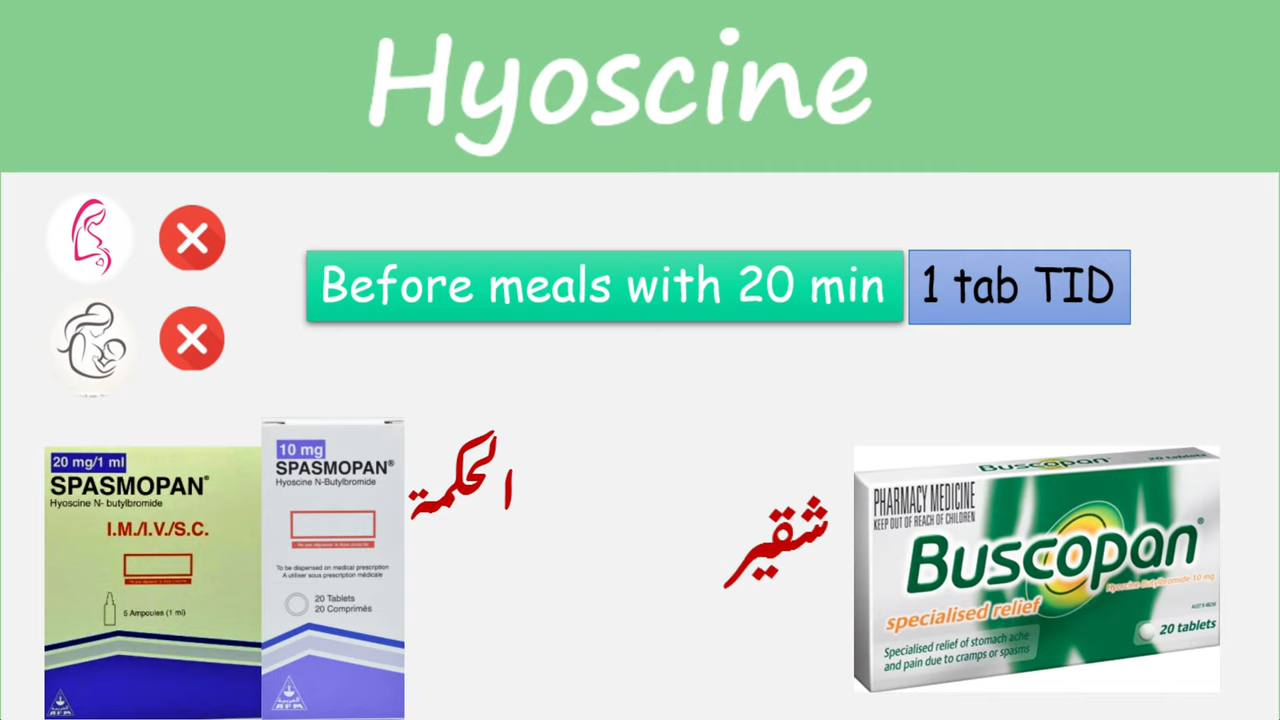 Hyoscine
Before meals with 20 min
1 tab TID
20 mg/1 ml
SPASMOPAN®
Hyoscine N- butylbromide
I.M./I.V./S.C.
5 Ampoules (1 ml)
APM
10 mg
SPASMOPAN®
Hyoscine N-Butylbromide
To be dispensed on medical prescription
A utiliser sous prescription médicale
20 Tablets
20 Comprimés
APM
الحكمة
شقير
Buscopan
20 tablets
PHARMACY MEDICINE
KEEP OUT OF REACH OF CHILDREN
Buscopan®
Hyoscine Butylbromide 10 mg
specialised relief
Specialised relief of stomach ache
and pain due to cramps or spasms
20 tablets